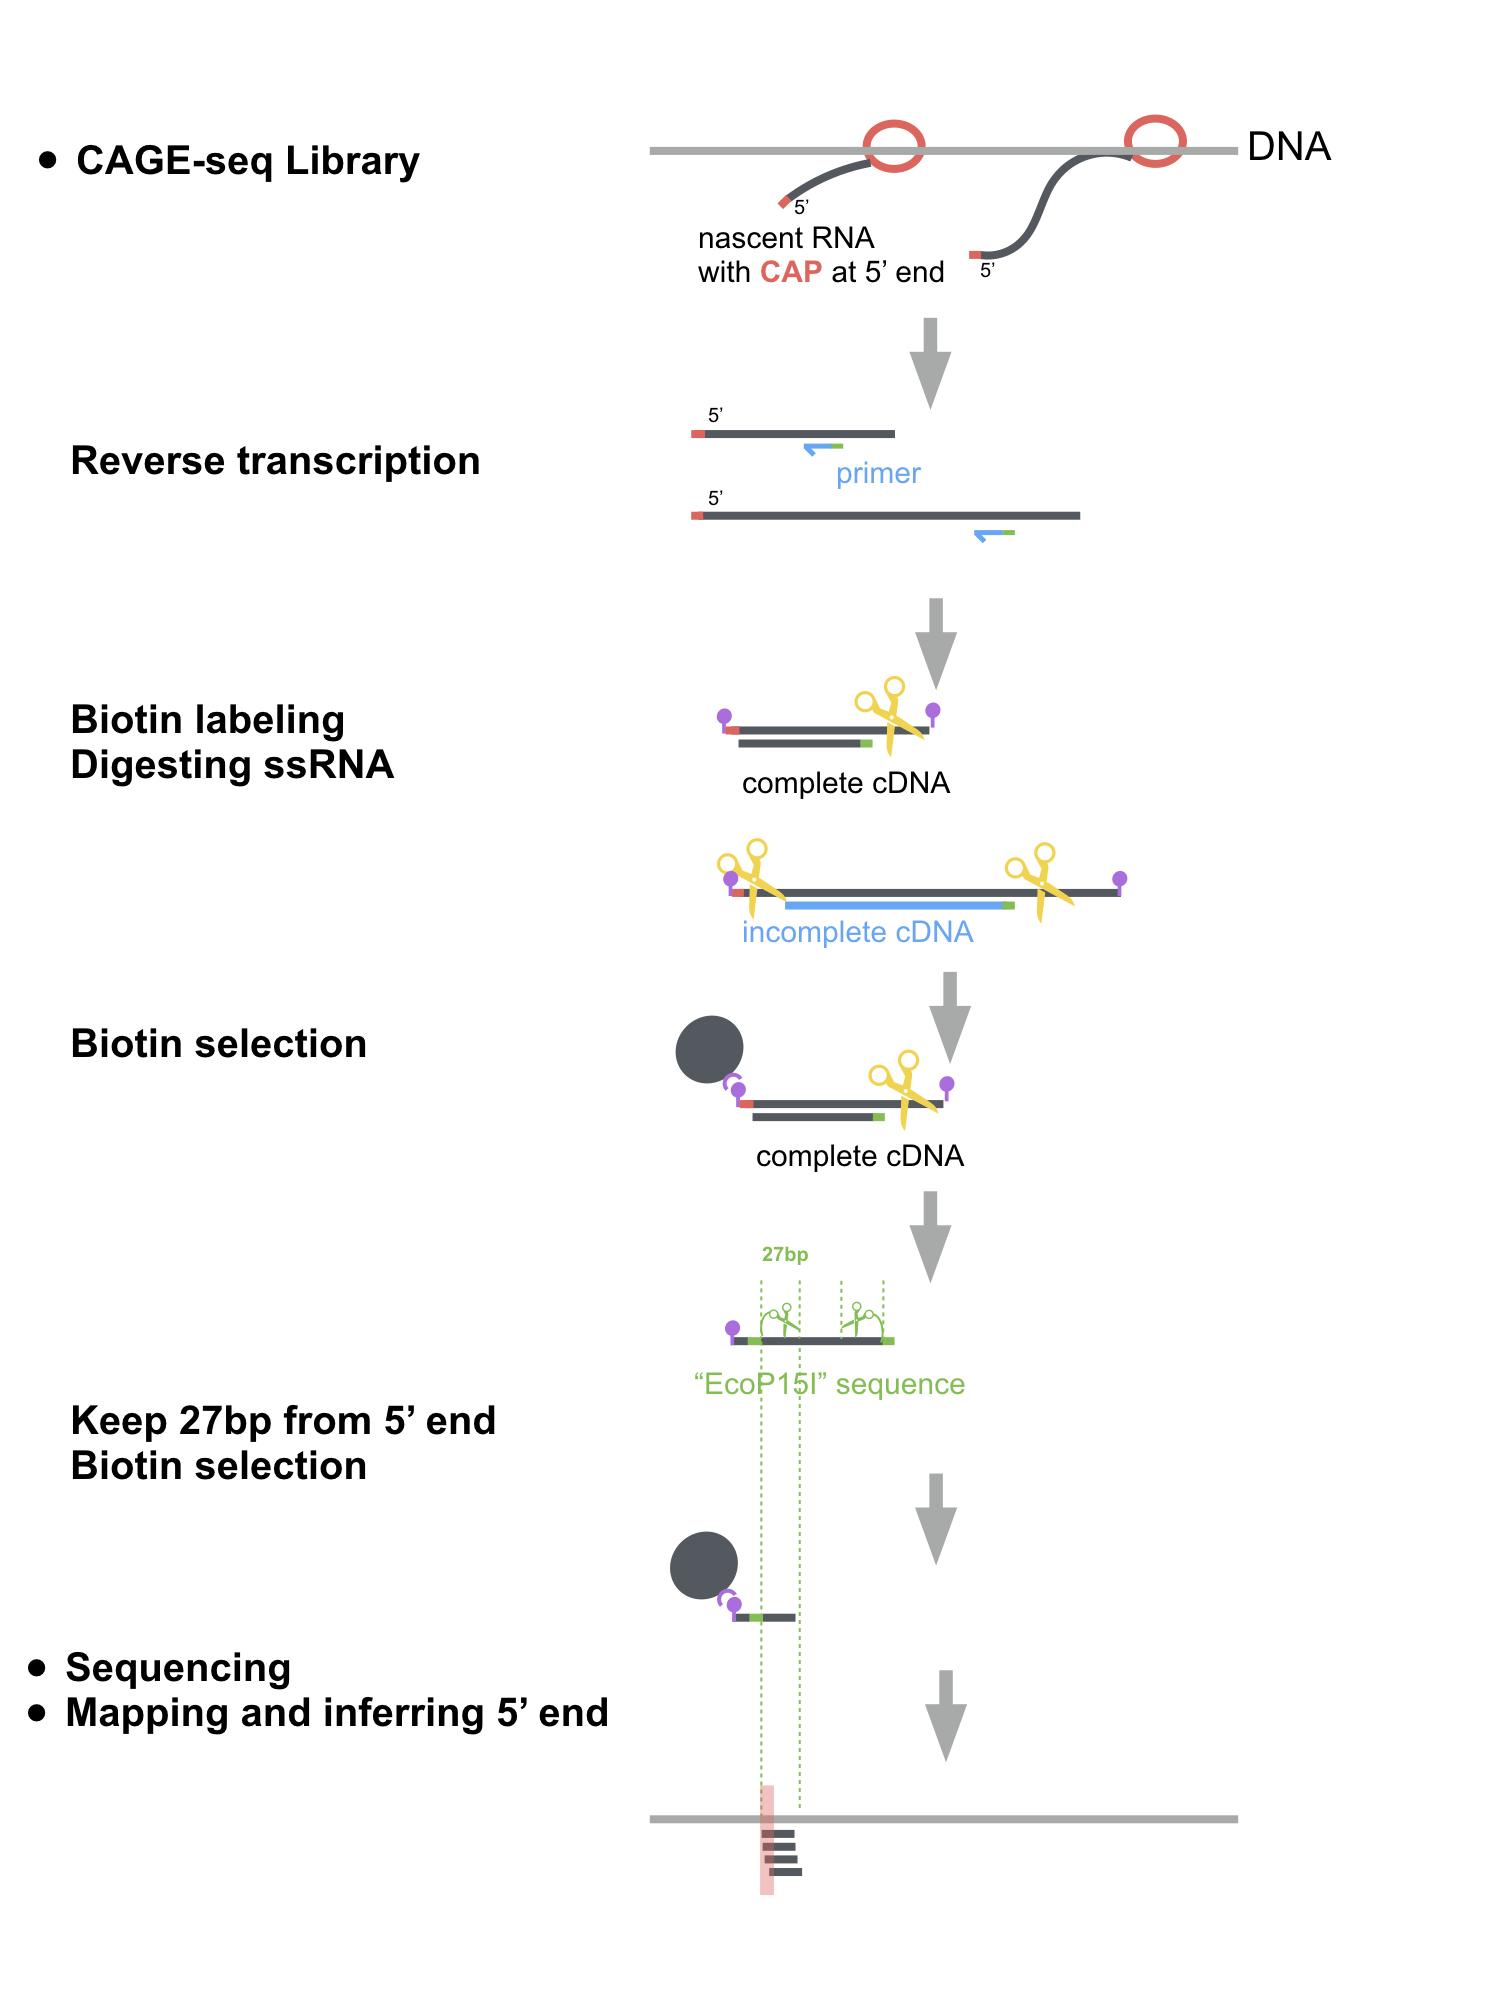 • CAGE-seq Library
DNA
5’
nascent RNA
with CAP at 5’ end
5’
5’
Reverse transcription
primer
5’
Biotin labeling
Digesting ssRNA
complete cDNA
incomplete cDNA
Biotin selection
complete cDNA
27bp
“EcoP15I” sequence
Keep 27bp from 5’ end
Biotin selection
• Sequencing
• Mapping and inferring 5’ end